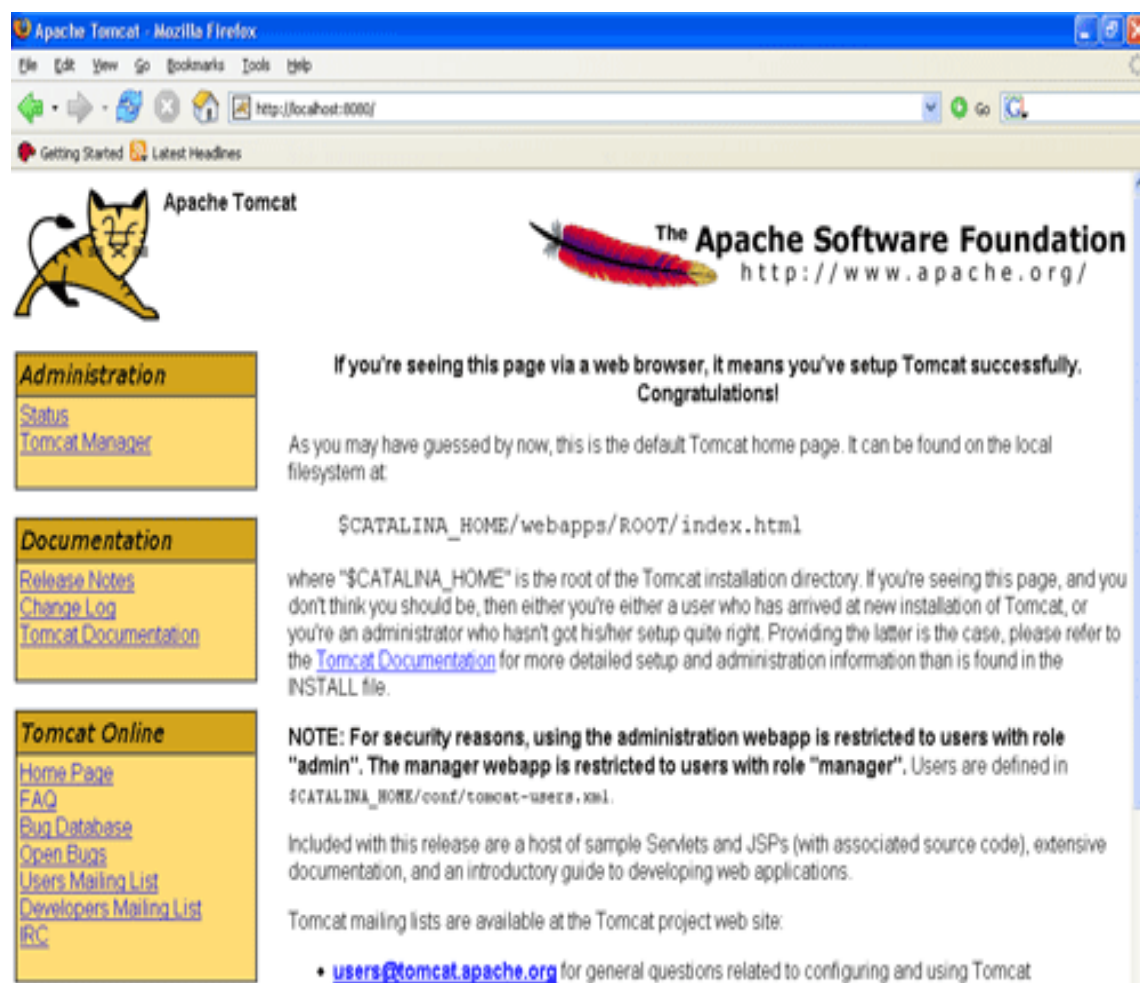 Apache Tomcat - Mozilla Firefox
File Edit View Go Bookmarks Tools Help
http://localhost:8080/
Go
G
Getting Started Latest Headlines
Apache Tomcat
The Apache Software Foundation
http://www.apache.org/
Administration
Status
Tomcat Manager
Documentation
Release Notes
Change Log
Tomcat Documentation
Tomcat Online
Home Page
FAQ
Bug Database
Open Bugs
Users Mailing List
Developers Mailing List
IRC
If you're seeing this page via a web browser, it means you've setup Tomcat successfully.
Congratulations!
As you may have guessed by now, this is the default Tomcat home page. It can be found on the local
filesystem at:
$CATALINA_HOME/webapps/ROOT/index.html
where "$CATALINA_HOME" is the root of the Tomcat installation directory. If you're seeing this page, and you
don't think you should be, then either you're either a user who has arrived at new installation of Tomcat, or
you're an administrator who hasn't got his/her setup quite right. Providing the latter is the case, please refer to
the Tomcat Documentation for more detailed setup and administration information than is found in the
INSTALL file.
NOTE: For security reasons, using the administration webapp is restricted to users with role
"admin". The manager webapp is restricted to users with role "manager". Users are defined in
$CATALINA_HOME/conf/tomcat-users.xml.
Included with this release are a host of sample Servlets and JSPs (with associated source code), extensive
documentation, and an introductory guide to developing web applications.
Tomcat mailing lists are available at the Tomcat project web site:
• users@tomcat.apache.org for general questions related to configuring and using Tomcat